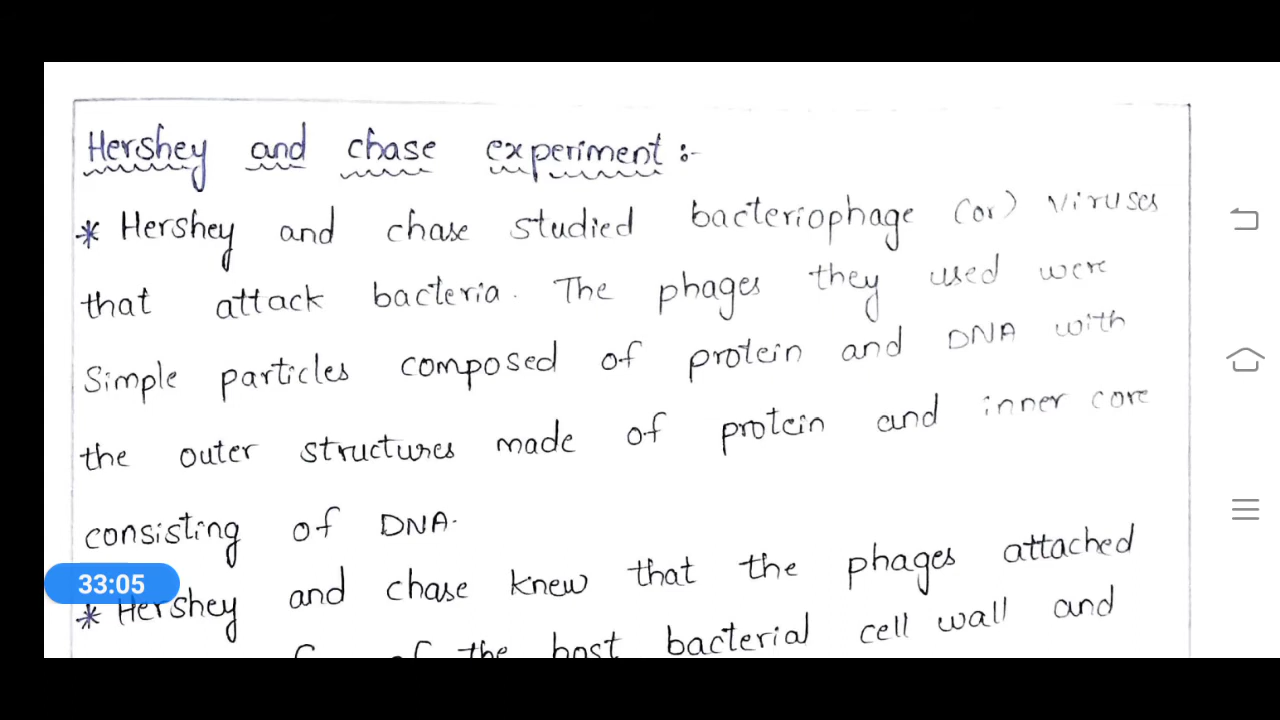 Hershey and chase experiment :-
* Hershey and chase studied bacteriophage (or) viruses
that attack bacteria. The phages they used were
Simple particles composed of protein and DNA with
the outer structures made of protein and inner core
consisting of DNA.
33:05
* Hershey and chase knew that the phages attached
of the host bacterial cell wall and